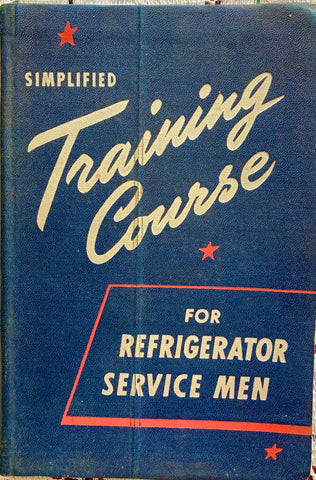 SIMPLIFIED
Training
Course
FOR
REFRIGERATOR
SERVICE MEN